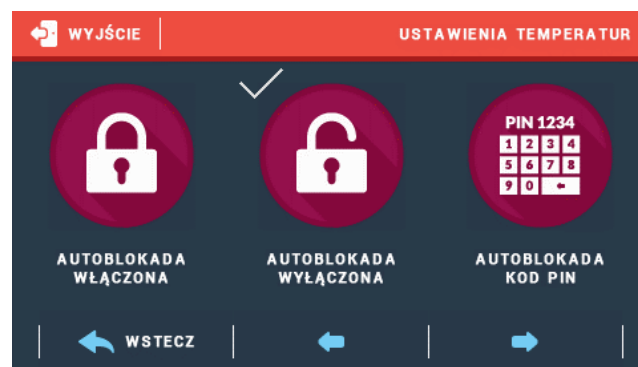 WYJŚCIE
USTAWIENIA TEMPERATUR
PIN 1234
1 2 3 4
5 6 7 8
9 0
AUTOBLOKADA
WŁĄCZONA
AUTOBLOKADA
WYŁĄCZONA
AUTOBLOKADA
KOD PIN
WSTECZ